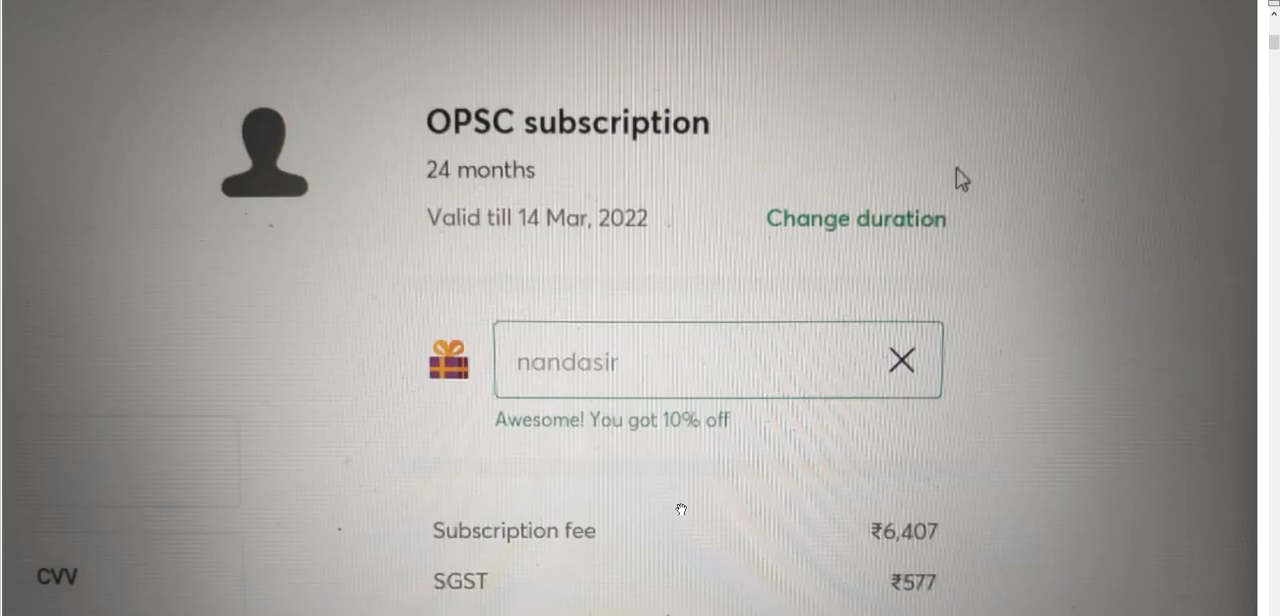 OPSC subscription
24 months
Valid till 14 Mar, 2022
Change duration
nandasir
Awesome! You got 10% off
Subscription fee
₹6,407
CVV
SGST
₹577